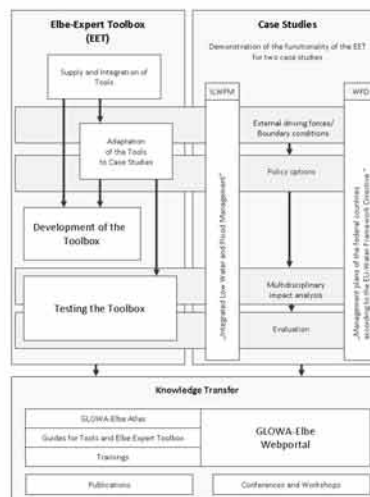 Elbe-Expert Toolbox
(EET)
Supply and Integration of
Tools
Adaptation
of the Tools
to Case Studies
Development of the
Toolbox
Testing the Toolbox
Case Studies
Demonstration of the functionality of the EET
for two case studies
ILWFM
„Integrated Low Water and Flood Management“
External driving forces/
Boundary conditions
Policy options
Multidisciplinary
impact analysis
Evaluation
WFD
„Management plans of the federal countries
according to the EU-Water Framework Directive“
Knowledge Transfer
GLOWA-Elbe Atlas
Guides for Tools and Elbe Expert Toolbox
Trainings
GLOWA-Elbe
Webportal
Publications
Conferences and Workshops